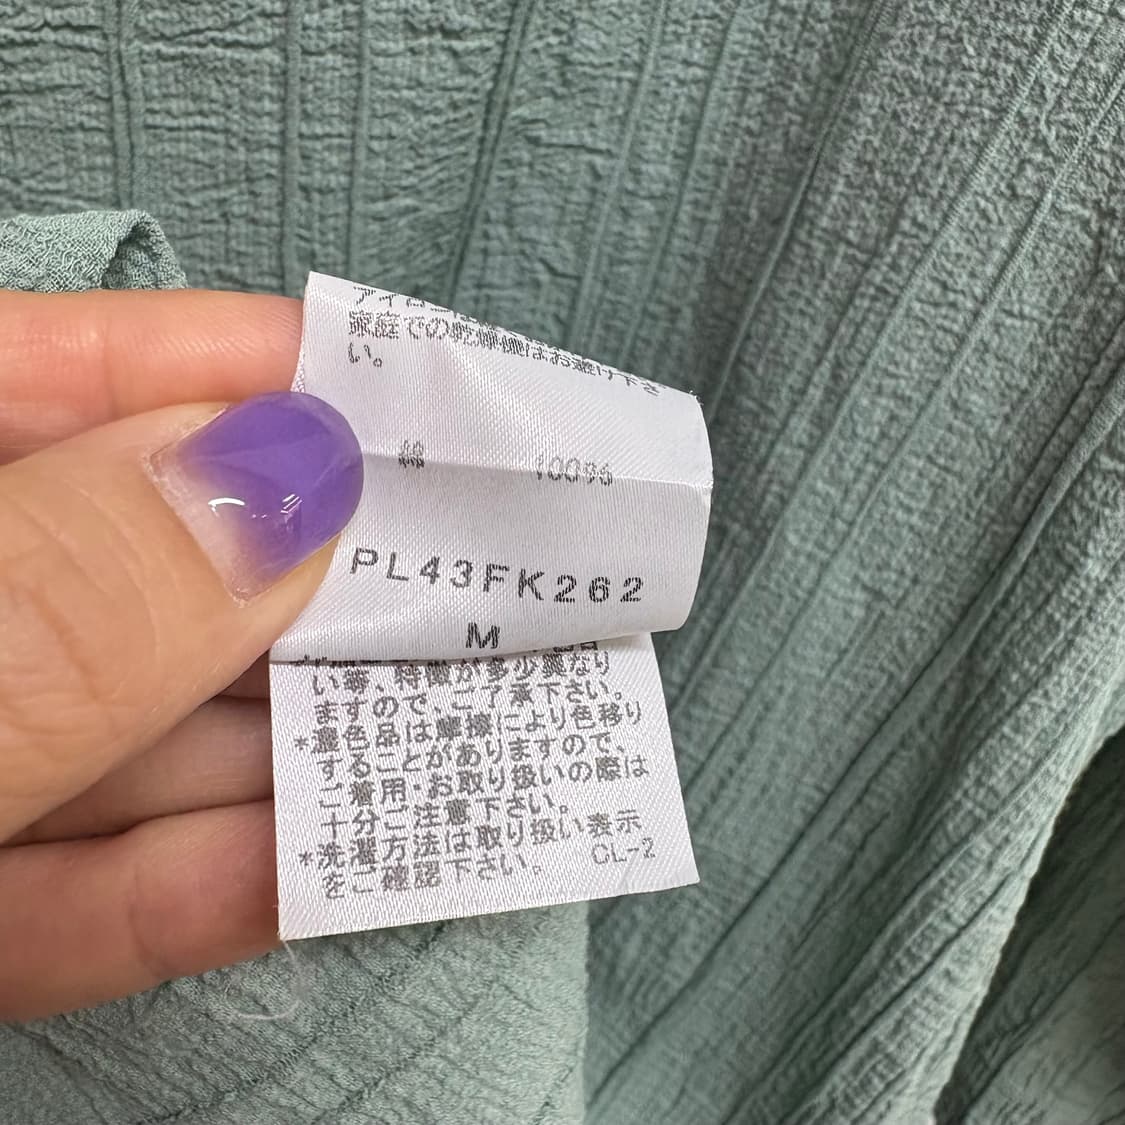 家庭での乾燥機はお避け下さ
い。
絹 100%
PL43FK262
M
い等、特徴が多少異なり
ますので、ご了承下さい。
*濃色の品は摩擦により色移り
することがありますので、
ご着用・お取り扱いの際は
十分ご注意下さい。
*洗濯方法は取り扱い表示
をご確認下さい。 CL-2